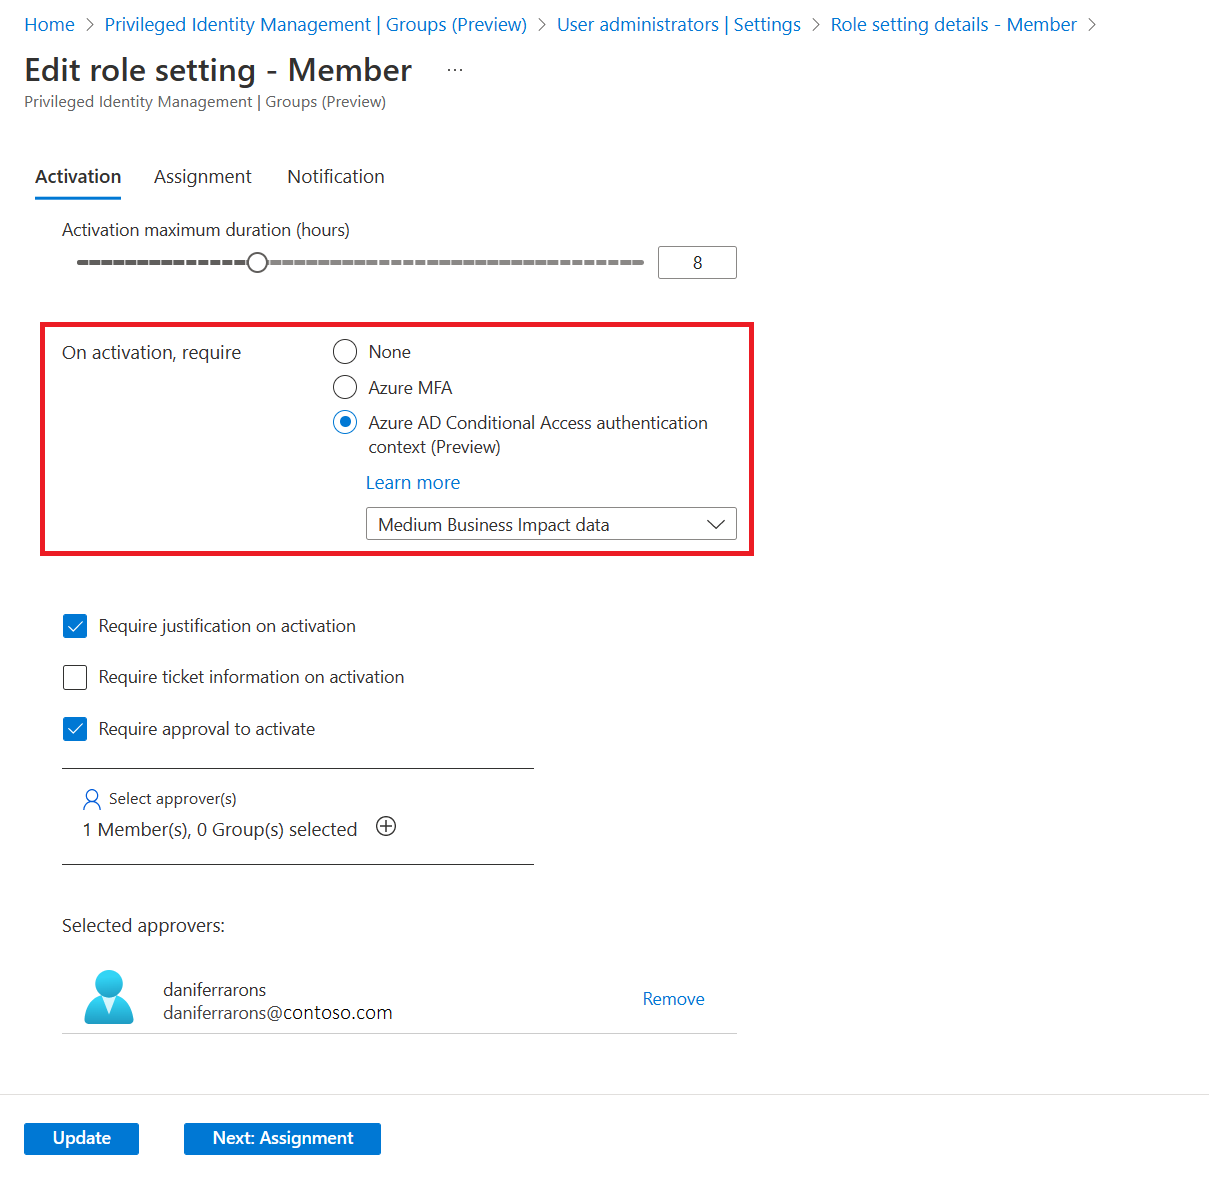 Home > Privileged Identity Management | Groups (Preview) > User administrators | Settings > Role setting details - Member >
Edit role setting - Member ...
Privileged Identity Management | Groups (Preview)
Activation Assignment Notification
Activation maximum duration (hours)
8
On activation, require
None
Azure MFA
Azure AD Conditional Access authentication
context (Preview)
Learn more
Medium Business Impact data
Require justification on activation
Require ticket information on activation
Require approval to activate
Select approver(s)
1 Member(s), 0 Group(s) selected
Selected approvers:
daniferrarons
daniferrarons@contoso.com
Remove
Update
Next: Assignment